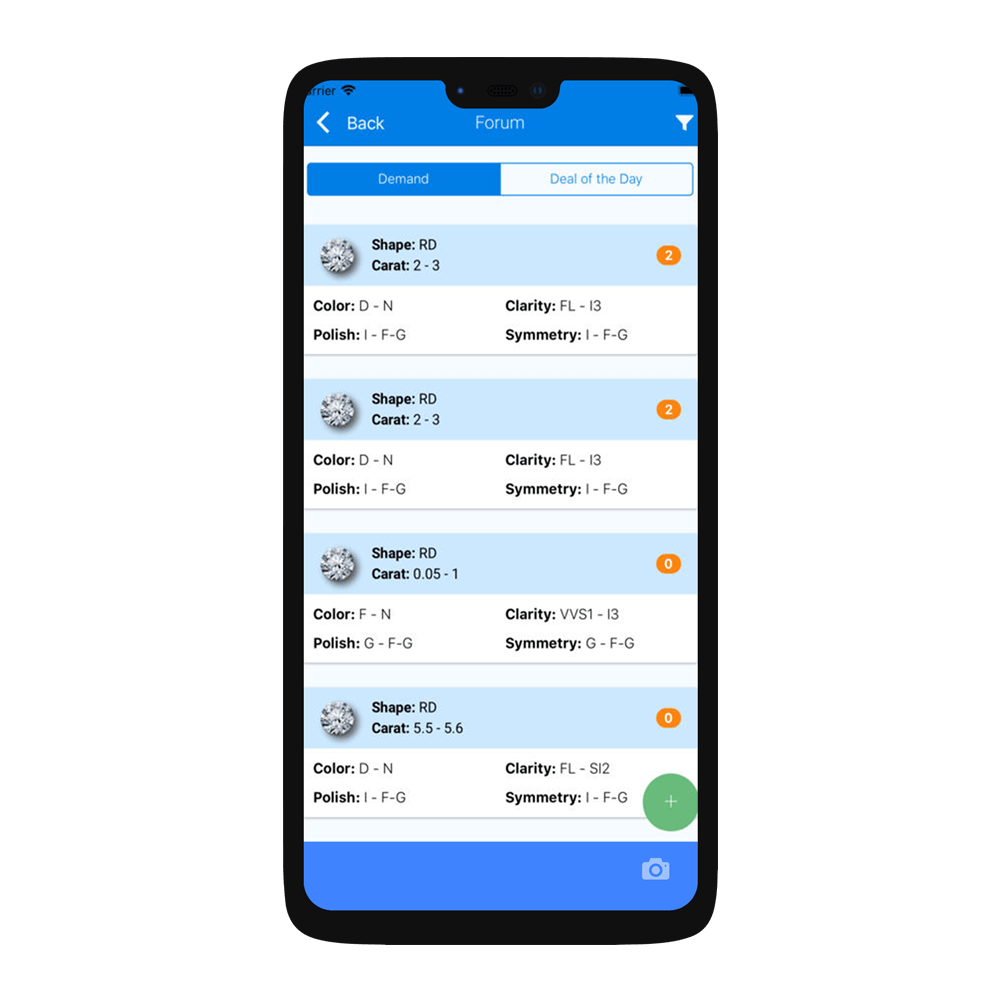 rrier
Back
Forum
Demand
Deal of the Day
Shape: RD
Carat: 2 - 3
2
Color: D - N
Clarity: FL - I3
Polish: I - F-G
Symmetry: I - F-G
Shape: RD
Carat: 2 - 3
2
Color: D - N
Clarity: FL - I3
Polish: I - F-G
Symmetry: I - F-G
Shape: RD
Carat: 0.05 - 1
0
Color: F - N
Clarity: VVS1 - I3
Polish: G - F-G
Symmetry: G - F-G
Shape: RD
Carat: 5.5 - 5.6
0
Color: D - N
Clarity: FL - SI2
Polish: I - F-G
Symmetry: I - F-G
+